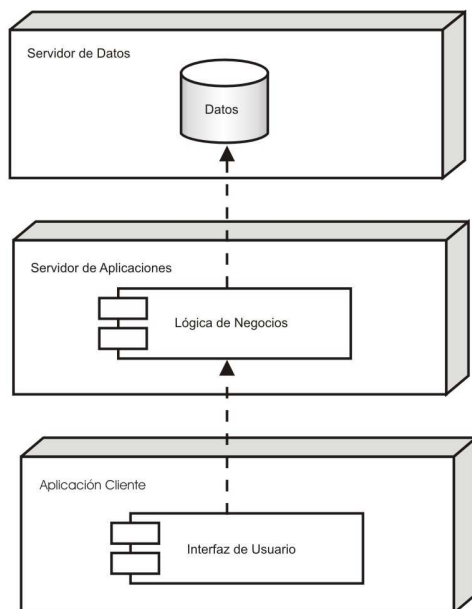 Servidor de Datos
Datos
Servidor de Aplicaciones
Lógica de Negocios
Aplicación Cliente
Interfaz de Usuario